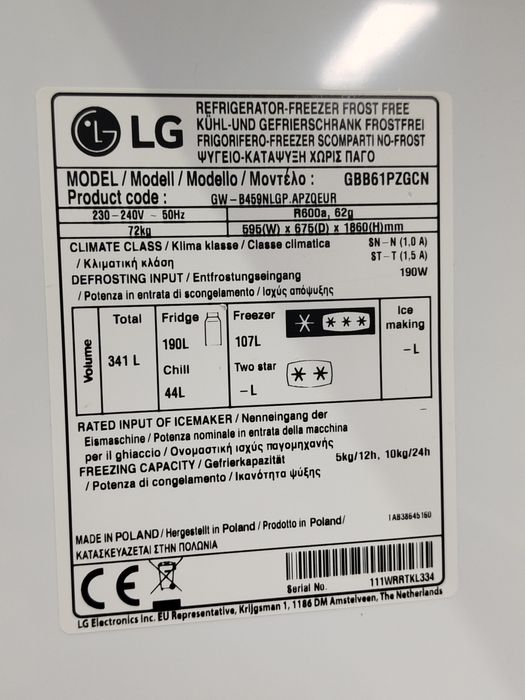 LG
REFRIGERATOR-FREEZER FROST FREE
KÜHL-UND GEFRIERSCHRANK FROSTFREI
FRIGORIFERO-FREEZER SCOMPARTI NO-FROST
ΨΥΓΕΙΟ-ΚΑΤΑΨΥΞΗ ΧΩΡΙΣ ΠΑΓΟ
MODEL / Modell / Modello / Μοντέλο : GBB61PZGCN
Product code : GW-B459NLGP.APZQEUR
230-240V ~ 50Hz R600a, 62g
72kg 595(W) x 675(D) x 1860(H)mm
CLIMATE CLASS / Klima klasse / Classe climatica SN-N (1,0 A)
/ Κλιματική κλάση ST-T (1,5 A)
DEFROSTING INPUT / Entfrostungseingang 190W
/ Potenza in entrata di scongelamento / Ισχύς απόψυξης
Volume
Total
341 L
Fridge
190L
Chill
44L
Freezer
107L
Two star
-L
Ice
making
-L
RATED INPUT OF ICEMAKER / Nenneingang der -
Eismaschine / Potenza nominale in entrata della macchina
per il ghiaccio / Ονομαστική ισχύς παγομηχανής
FREEZING CAPACITY / Gefrierkapazität 5kg/12h, 10kg/24h
/ Potenza di congelamento / Ικανότητα ψύξης
MADE IN POLAND / Hergestellt in Poland / Prodotto in Poland/ 1AB38645160
ΚΑΤΑΣΚΕΥΑΖΕΤΑΙ ΣΤΗΝ ΠΟΛΩΝΙΑ
CE
Serial No. 111WRRTKL334
LG Electronics Inc. EU Representative, Krijgsman 1, 1186 DM Amstelveen, The Netherlands